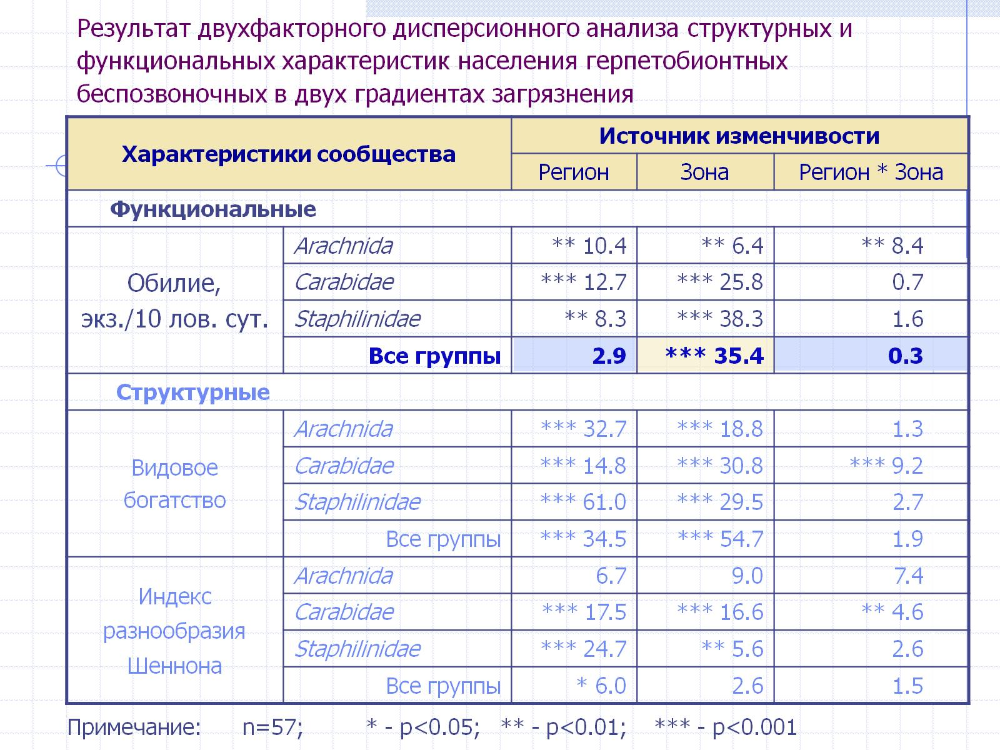 Результат двухфакторного дисперсионного анализа структурных и
функциональных характеристик населения герпетобионтных
беспозвоночных в двух градиентах загрязнения
Характеристики сообщества
Источник изменчивости
Регион Зона Регион * Зона
Функциональные
Обилие,
экз./10 лов. сут.
Arachnida ** 10.4 ** 6.4 ** 8.4
Carabidae *** 12.7 *** 25.8 0.7
Staphilinidae ** 8.3 *** 38.3 1.6
Все группы 2.9 *** 35.4 0.3
Структурные
Видовое
богатство
Arachnida *** 32.7 *** 18.8 1.3
Carabidae *** 14.8 *** 30.8 *** 9.2
Staphilinidae *** 61.0 *** 29.5 2.7
Все группы *** 34.5 *** 54.7 1.9
Индекс
разнообразия
Шеннона
Arachnida 6.7 9.0 7.4
Carabidae *** 17.5 *** 16.6 ** 4.6
Staphilinidae *** 24.7 ** 5.6 2.6
Все группы * 6.0 2.6 1.5
Примечание: n=57; * - p<0.05; ** - p<0.01; *** - p<0.001